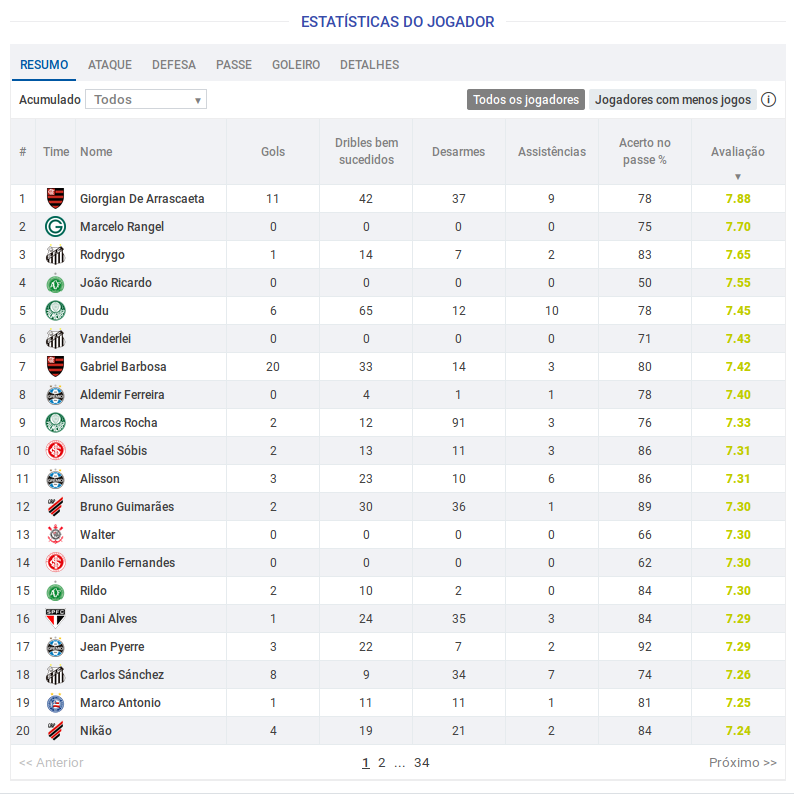 ESTATÍSTICAS DO JOGADOR
RESUMO ATAQUE DEFESA PASSE GOLEIRO DETALHES
Acumulado Todos ▼ Todos os jogadores Jogadores com menos jogos i
# Time Nome Gols Dribles bem sucedidos Desarmes Assistências Acerto no passe % Avaliação ▼
1 Giorgian De Arrascaeta 11 42 37 9 78 7.88
2 Marcelo Rangel 0 0 0 0 75 7.70
3 Rodrygo 1 14 7 2 83 7.65
4 João Ricardo 0 0 0 0 50 7.55
5 Dudu 6 65 12 10 78 7.45
6 Vanderlei 0 0 0 0 71 7.43
7 Gabriel Barbosa 20 33 14 3 80 7.42
8 Aldemir Ferreira 0 4 1 1 78 7.40
9 Marcos Rocha 2 12 91 3 76 7.33
10 Rafael Sóbis 2 13 11 3 86 7.31
11 Alisson 3 23 10 6 86 7.31
12 Bruno Guimarães 2 30 36 1 89 7.30
13 Walter 0 0 0 0 66 7.30
14 Danilo Fernandes 0 0 0 0 62 7.30
15 Rildo 2 10 2 0 84 7.30
16 SPFC Dani Alves 1 24 35 3 84 7.29
17 Jean Pyerre 3 22 7 2 92 7.29
18 Carlos Sánchez 8 9 34 7 74 7.26
19 Marco Antonio 1 11 11 1 81 7.25
20 Nikão 4 19 21 2 84 7.24
<< Anterior 1 2 ... 34 Próximo >>